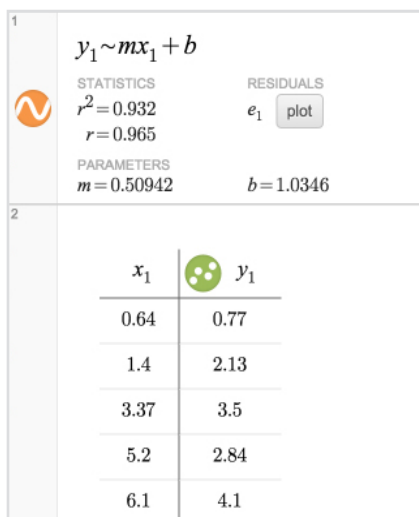 1
y₁~mx₁+b
STATISTICS RESIDUALS
r²=0.932 e₁ plot
r=0.965
PARAMETERS
m=0.50942 b=1.0346
2
x₁ y₁
0.64 0.77
1.4 2.13
3.37 3.5
5.2 2.84
6.1 4.1